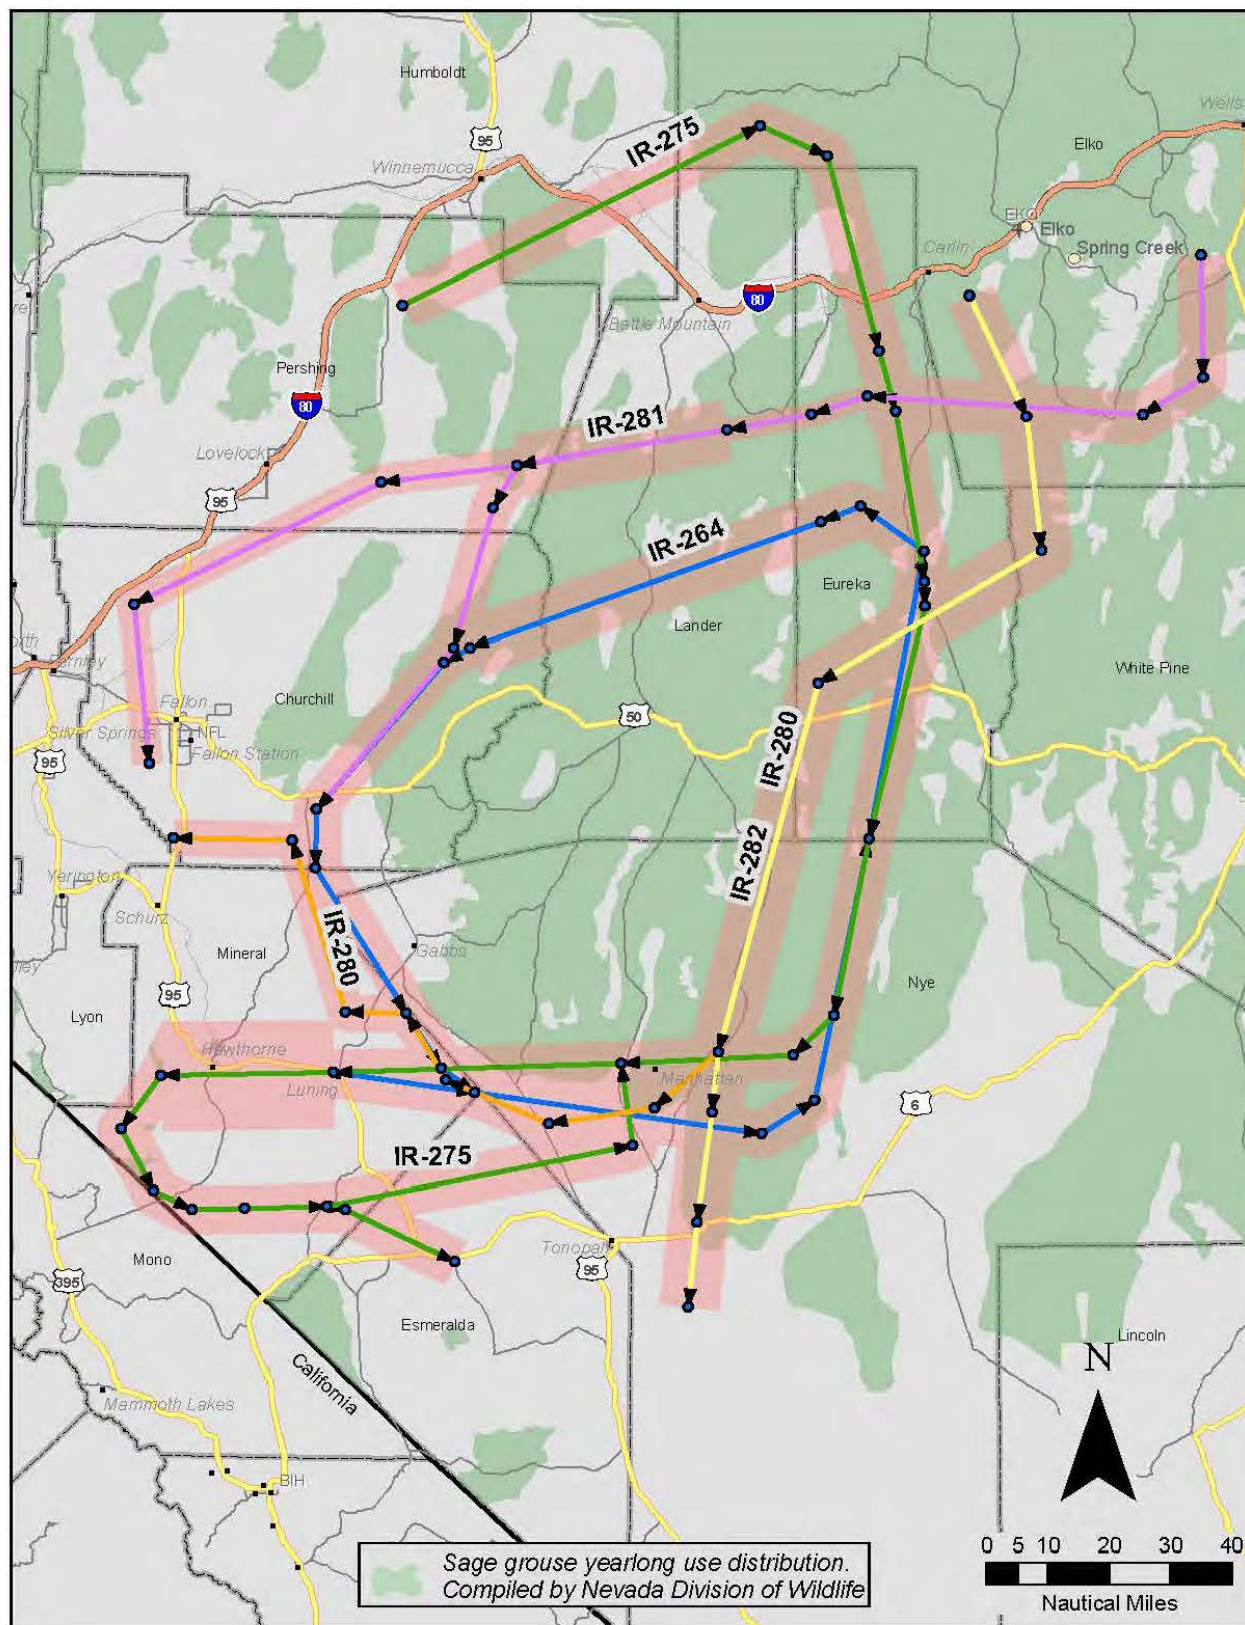 Humboldt
Wells
IR-275
95
Elko
Winnemucca
EKO
Elko
Carlin
Spring Creek
80
Battle Mountain
Pershing
80
IR-281
Lovelock
95
IR-264
Eureka
Lander
White Pine
Fernley
Churchill
Fallon
50
Silver Springs
NFL
Fallon Station
95
IR-280
IR-282
Yerington
Schurz
IR-280
Mineral
Gabbs
Nye
95
Lyon
Hawthorne
Manhattan
Luning
6
IR-275
Tonopah
Mono
95
395
Esmeralda
Lincoln
N
California
Mammoth Lakes
BIH
0 5 10 20 30 40
Nautical Miles
Sage grouse yearlong use distribution.
Compiled by Nevada Division of Wildlife